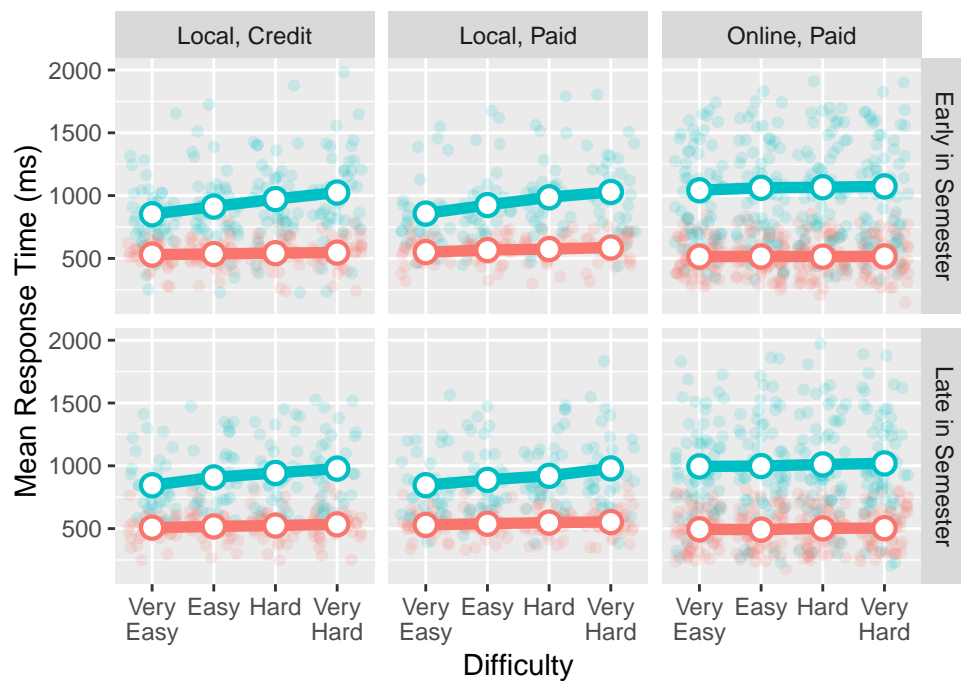 Local, Credit
Local, Paid
Online, Paid
Mean Response Time (ms)
2000
1500
1000
500
Early in Semester
2000
1500
1000
500
Late in Semester
Very Easy Hard Very Very Easy Hard Very Very Easy Hard Very
Easy Hard Easy Hard Easy Hard
Difficulty